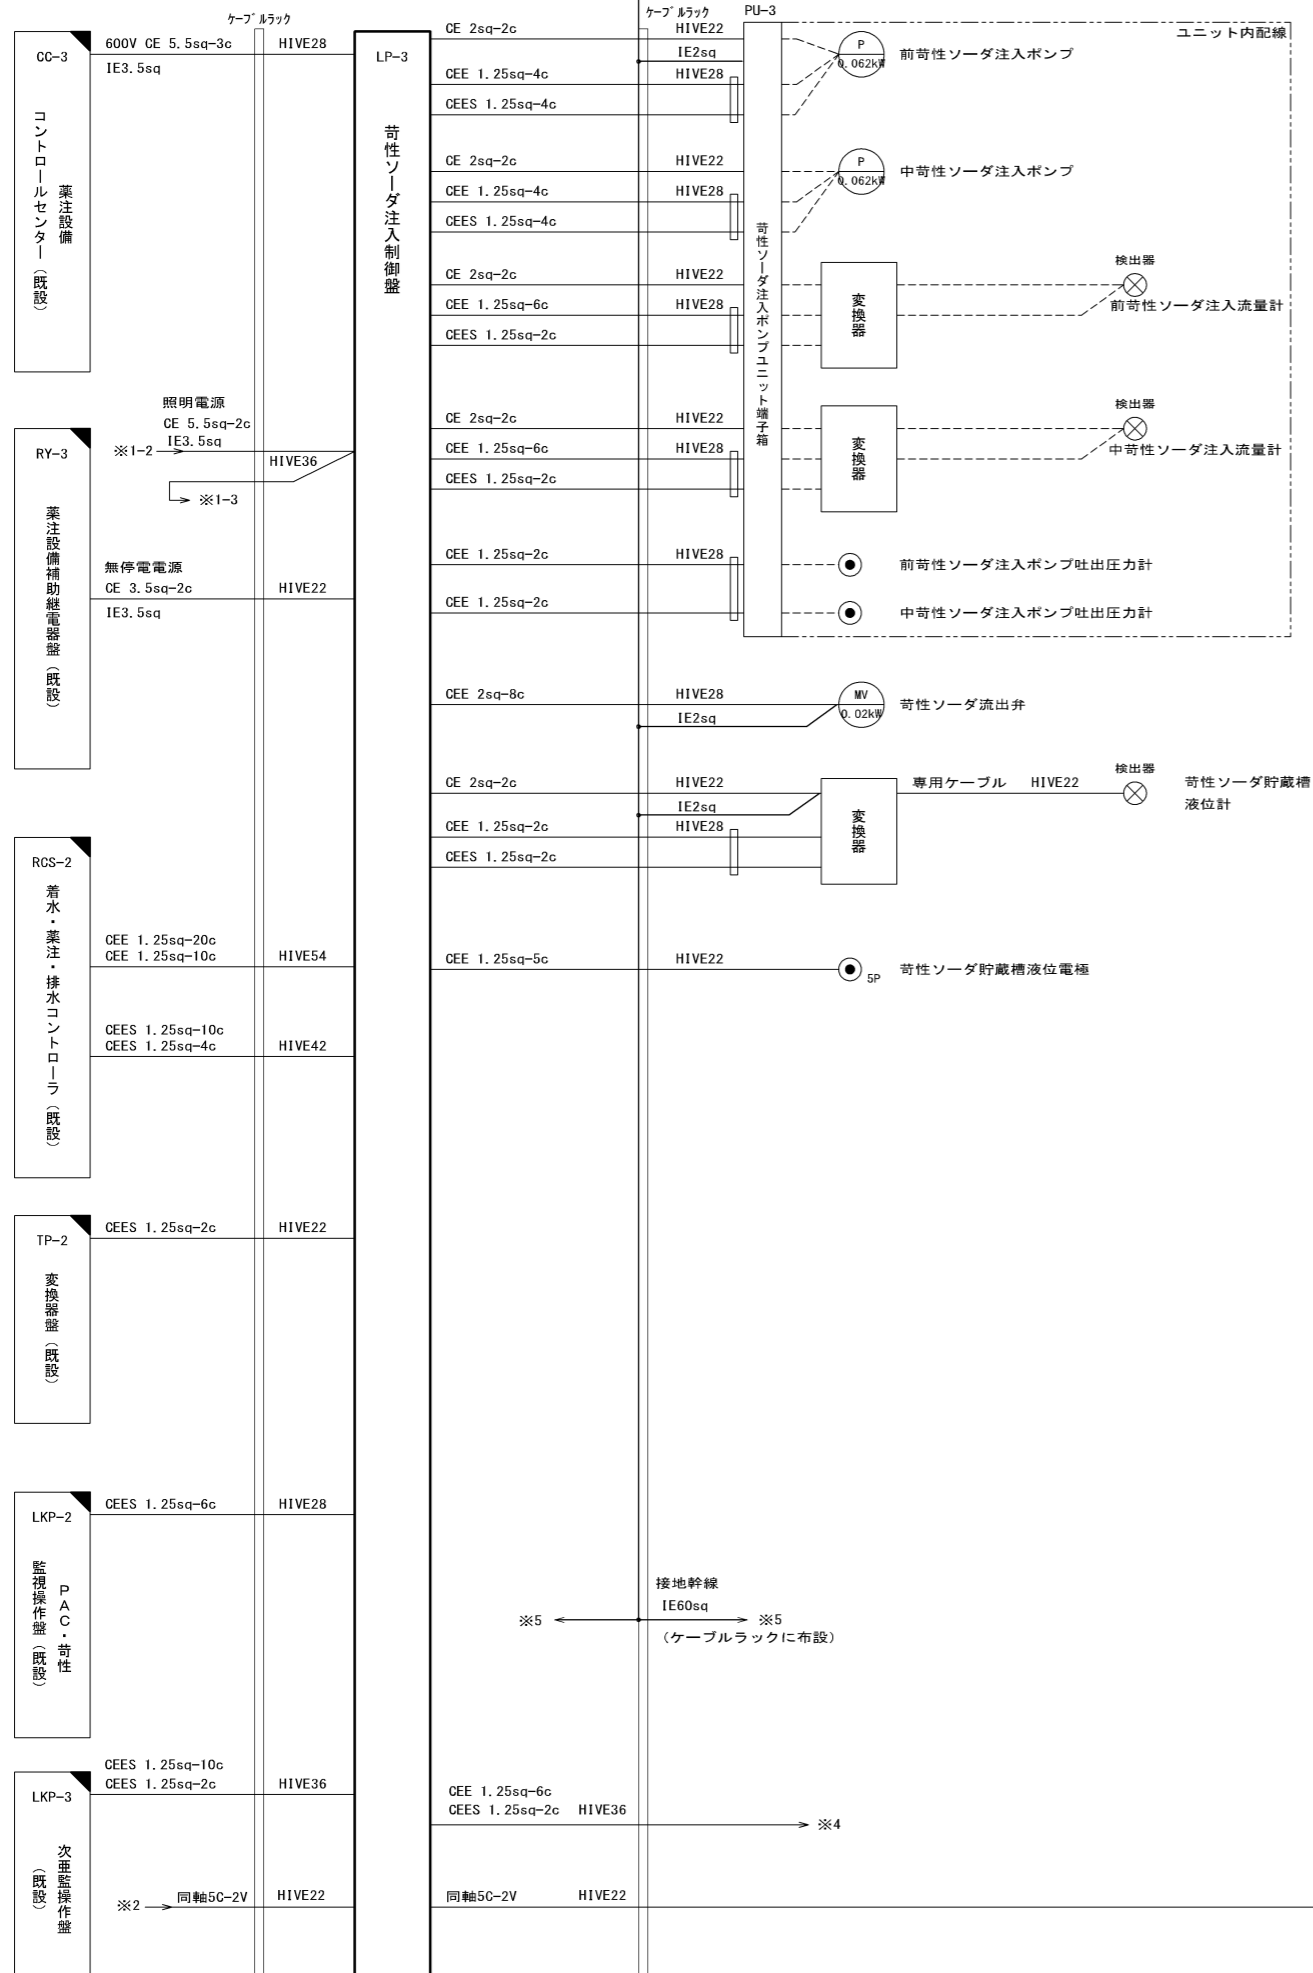 ケーブルラック
CC-3
薬注設備
コントロールセンター（既設）
600V CE 5.5sq-3c HIVE28
IE3.5sq
LP-3
苛性ソーダ注入制御盤
RY-3
薬注設備補助継電器盤（既設）
照明電源
CE 5.5sq-2c
IE3.5sq
※1-2
HIVE36
※1-3
無停電電源
CE 3.5sq-2c HIVE22
IE3.5sq
RCS-2
着水・薬注・排水コントローラ（既設）
CEE 1.25sq-20c
CEE 1.25sq-10c HIVE54
CEES 1.25sq-10c
CEES 1.25sq-4c HIVE42
TP-2
変換器盤（既設）
CEES 1.25sq-2c HIVE22
LKP-2
PAC・苛性
監視操作盤（既設）
CEES 1.25sq-6c HIVE28
LKP-3
次亜監操作盤
（既設）
CEES 1.25sq-10c
CEES 1.25sq-2c HIVE36
※2 同軸5C-2V HIVE22
ケーブルラック
PU-3
ユニット内配線
苛性ソーダ注入ポンプユニット端子箱
CE 2sq-2c HIVE22
IE2sq
CEE 1.25sq-4c HIVE28
CEES 1.25sq-4c
P
0.062kW
前苛性ソーダ注入ポンプ
CE 2sq-2c HIVE22
CEE 1.25sq-4c HIVE28
CEES 1.25sq-4c
P
0.062kW
中苛性ソーダ注入ポンプ
CE 2sq-2c HIVE22
CEE 1.25sq-6c HIVE28
CEES 1.25sq-2c
変換器
検出器
前苛性ソーダ注入流量計
CE 2sq-2c HIVE22
CEE 1.25sq-6c HIVE28
CEES 1.25sq-2c
変換器
検出器
中苛性ソーダ注入流量計
CEE 1.25sq-2c HIVE28
前苛性ソーダ注入ポンプ吐出圧力計
CEE 1.25sq-2c
中苛性ソーダ注入ポンプ吐出圧力計
CEE 2sq-8c HIVE28
IE2sq
MV
0.02kW
苛性ソーダ流出弁
CE 2sq-2c HIVE22
IE2sq
CEE 1.25sq-2c HIVE28
CEES 1.25sq-2c
変換器
専用ケーブル HIVE22
検出器
苛性ソーダ貯蔵槽
液位計
CEE 1.25sq-5c HIVE22
5P
苛性ソーダ貯蔵槽液位電極
接地幹線
IE60sq
※5 ※5
（ケーブルラックに布設）
CEE 1.25sq-6c
CEES 1.25sq-2c HIVE36
※4
同軸5C-2V HIVE22